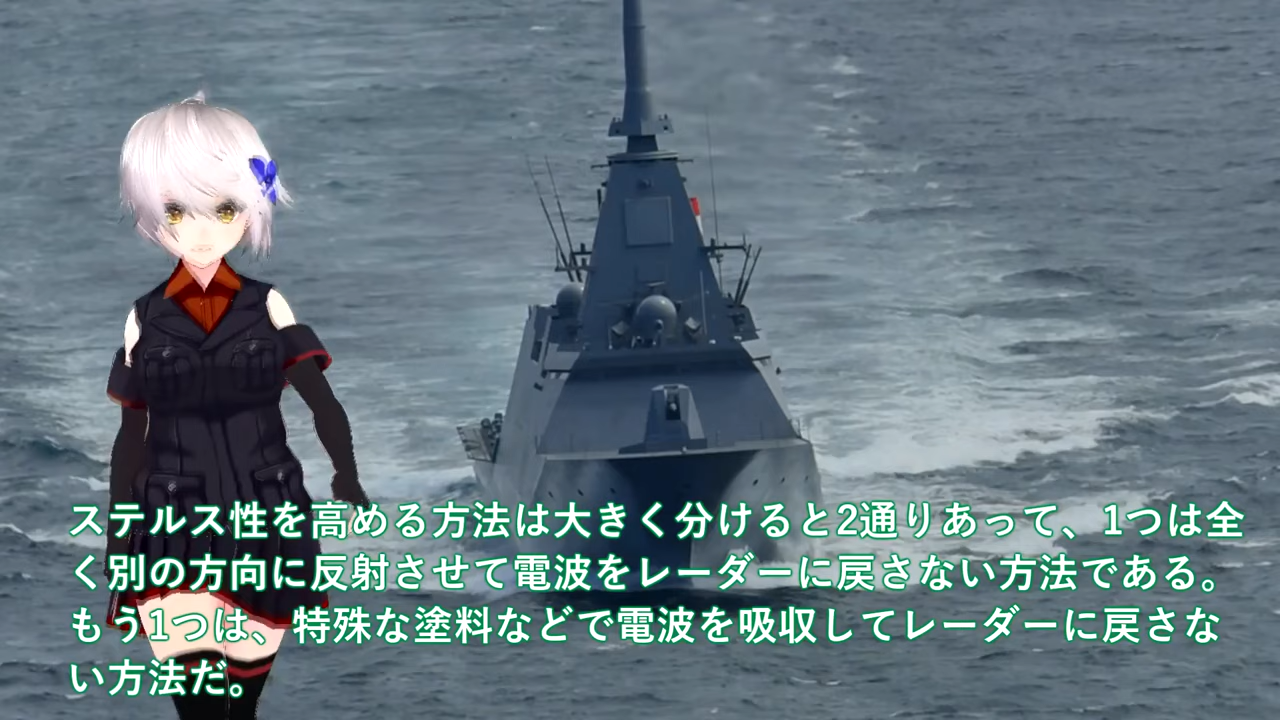 ステルス性を高める方法は大きく分けると2通りあって、1つは全
く別の方向に反射させて電波をレーダーに戻さない方法である。
もう1つは、特殊な塗料などで電波を吸収してレーダーに戻さな
い方法だ。